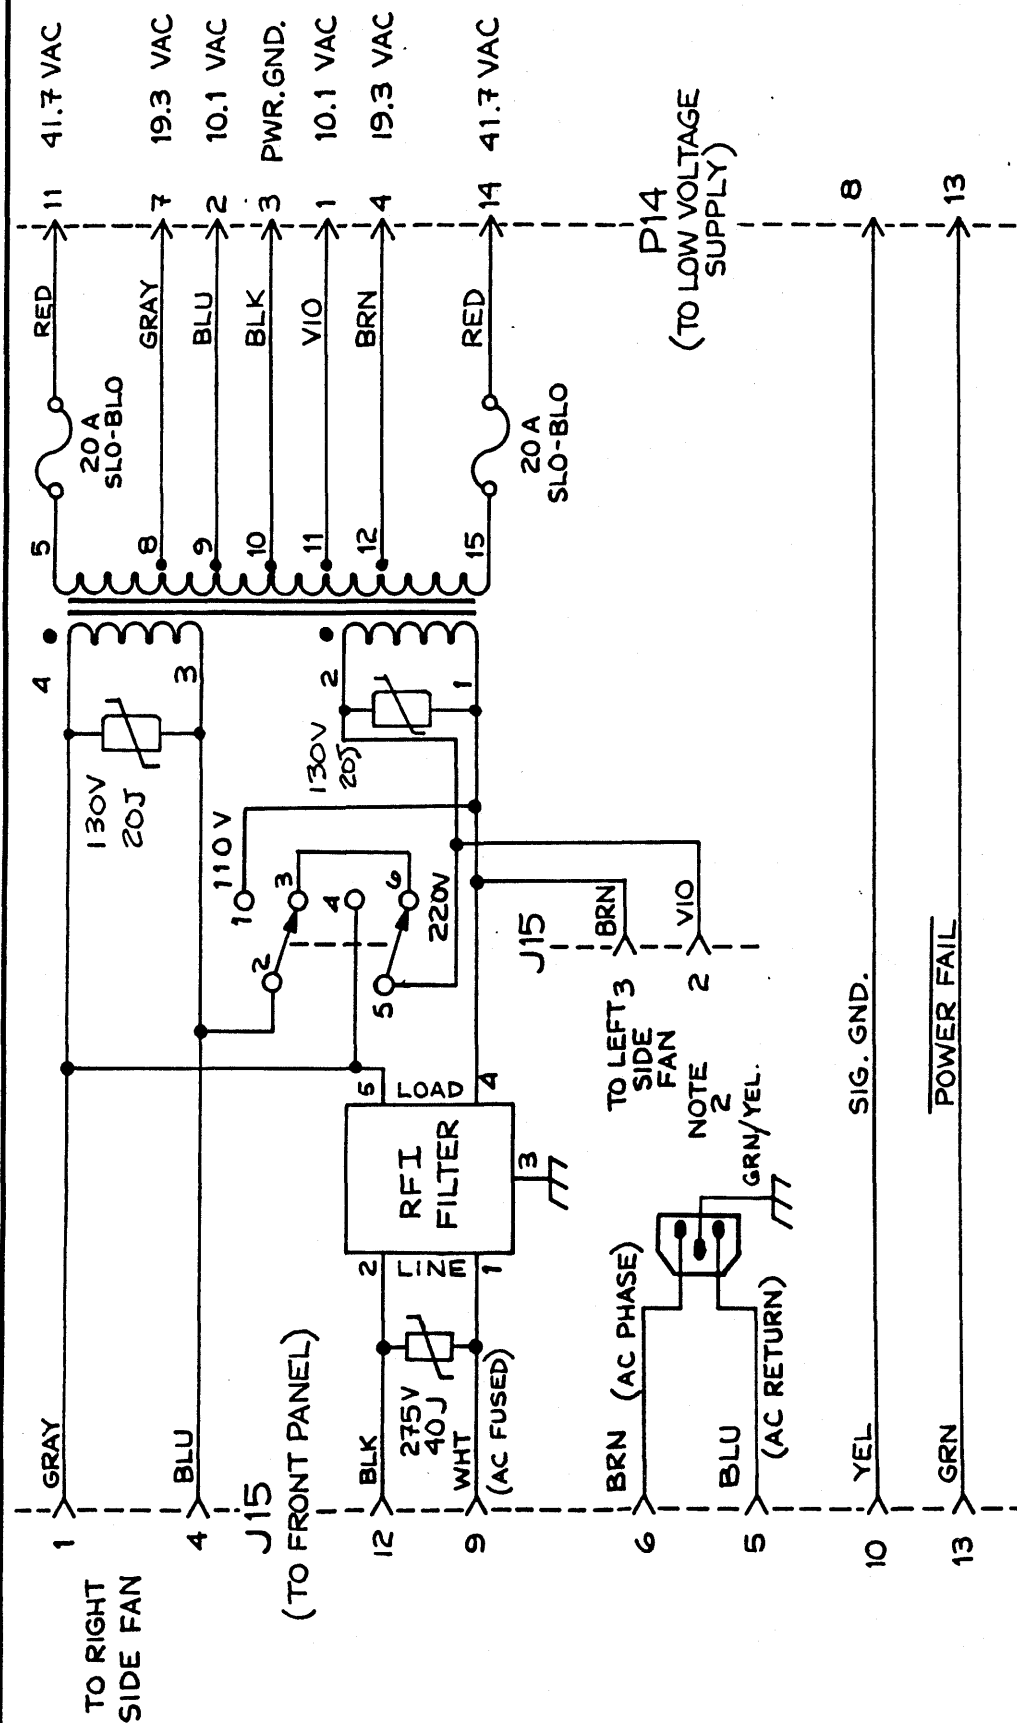 11 41.7 VAC
7 19.3 VAC
2 10.1 VAC
3 PWR.GND.
1 10.1 VAC
4 19.3 VAC
14 41.7 VAC
P14
(TO LOW VOLTAGE
SUPPLY)
8
13
RED
GRAY
BLU
BLK
VIO
BRN
RED
20 A
SLO-BLO
20 A
SLO-BLO
5
8
9
10
11
12
15
4
3
2
1
130V
20J
130V
20J
110V
1
2
3
4
5
6
220V
J15
BRN
VIO
3
2
TO LEFT
SIDE
FAN
NOTE
2
GRN/YEL.
5 LOAD 4
RFI
FILTER
3
2 LINE 1
275V
40J
GRAY
BLU
BLK
WHT
(AC FUSED)
BRN (AC PHASE)
BLU (AC RETURN)
YEL
SIG. GND.
GRN
POWER FAIL
1
4
J15
(TO FRONT PANEL)
12
9
6
5
10
13
TO RIGHT
SIDE FAN